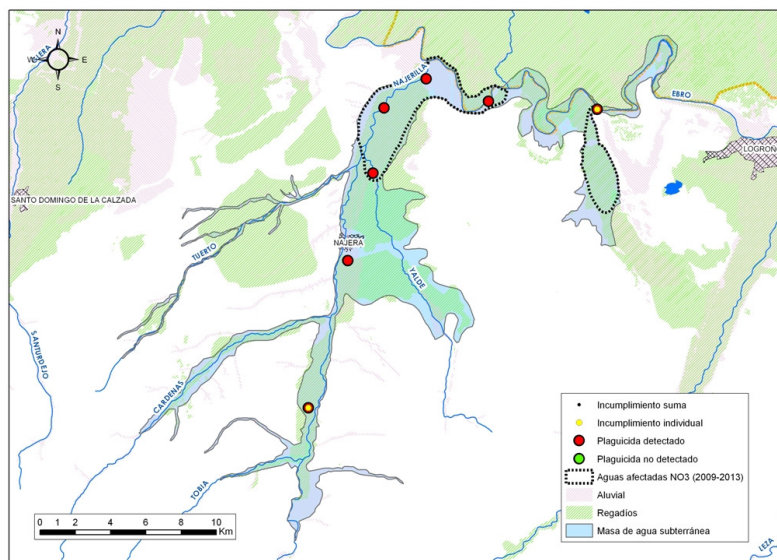 N
W
E
S
NAJERILLA
EBRO
LOGROÑ
SANTO DOMINGO DE LA CALZADA
NAJERA
TUERTO
YALDE
SANTURDEJO
CARDENAS
TOBIA
LEZA
Incumplimiento suma
Incumplimiento individual
Plaguicida detectado
Plaguicida no detectado
Aguas afectadas NO3 (2009-2013)
Aluvial
Regadíos
Masa de agua subterránea
0 2 4 6 8 10
Km